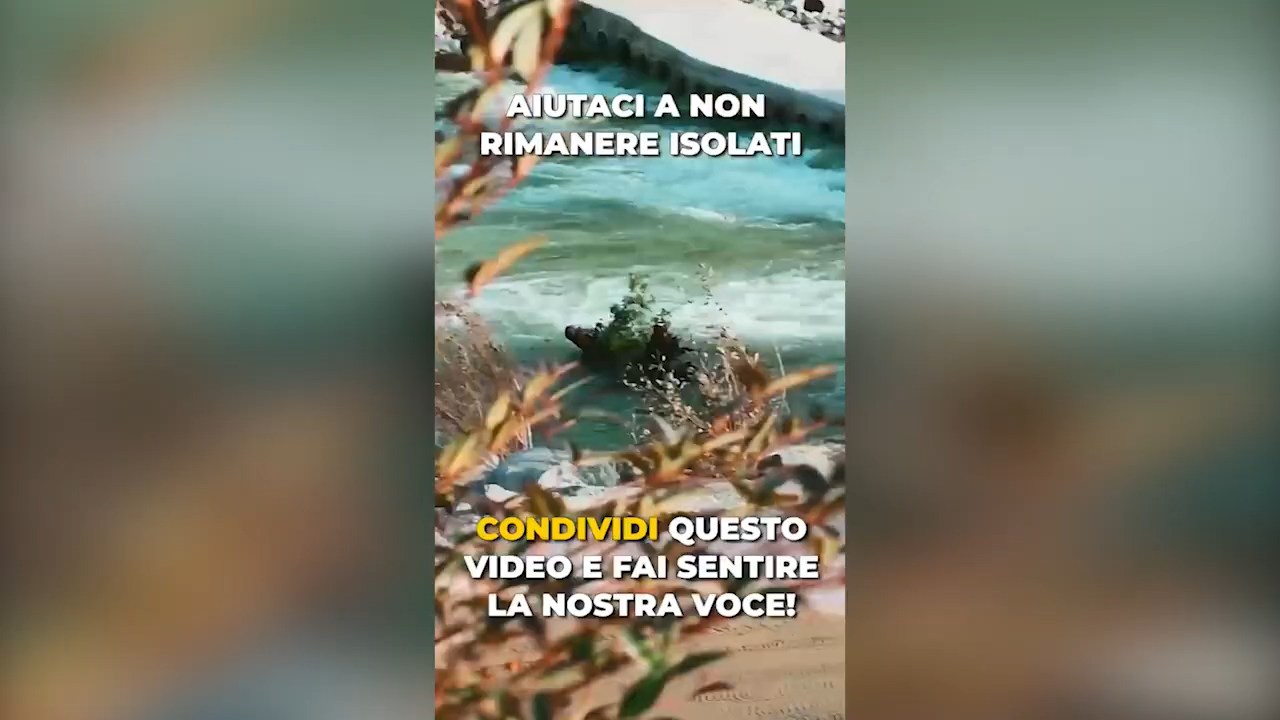 AIUTACI A NON
RIMANERE ISOLATI
CONDIVIDI QUESTO
VIDEO E FAI SENTIRE
LA NOSTRA VOCE!